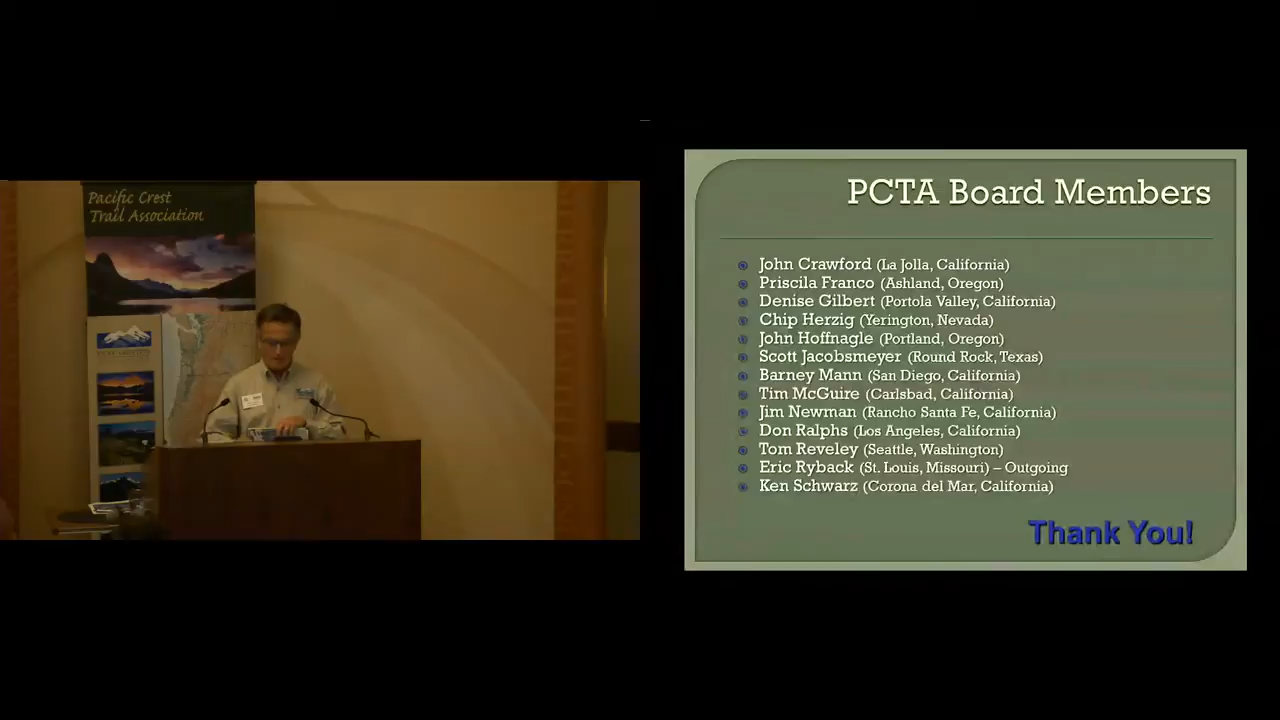 Pacific Crest
Trail Association
PCTA Board Members
John Crawford (La Jolla, California)
Priscila Franco (Ashland, Oregon)
Denise Gilbert (Portola Valley, California)
Chip Herzig (Yerington, Nevada)
John Hoffnagle (Portland, Oregon)
Scott Jacobsmeyer (Round Rock, Texas)
Barney Mann (San Diego, California)
Tim McGuire (Carlsbad, California)
Jim Newman (Rancho Santa Fe, California)
Don Ralphs (Los Angeles, California)
Tom Reveley (Seattle, Washington)
Eric Ryback (St. Louis, Missouri) – Outgoing
Ken Schwarz (Corona del Mar, California)
Thank You!